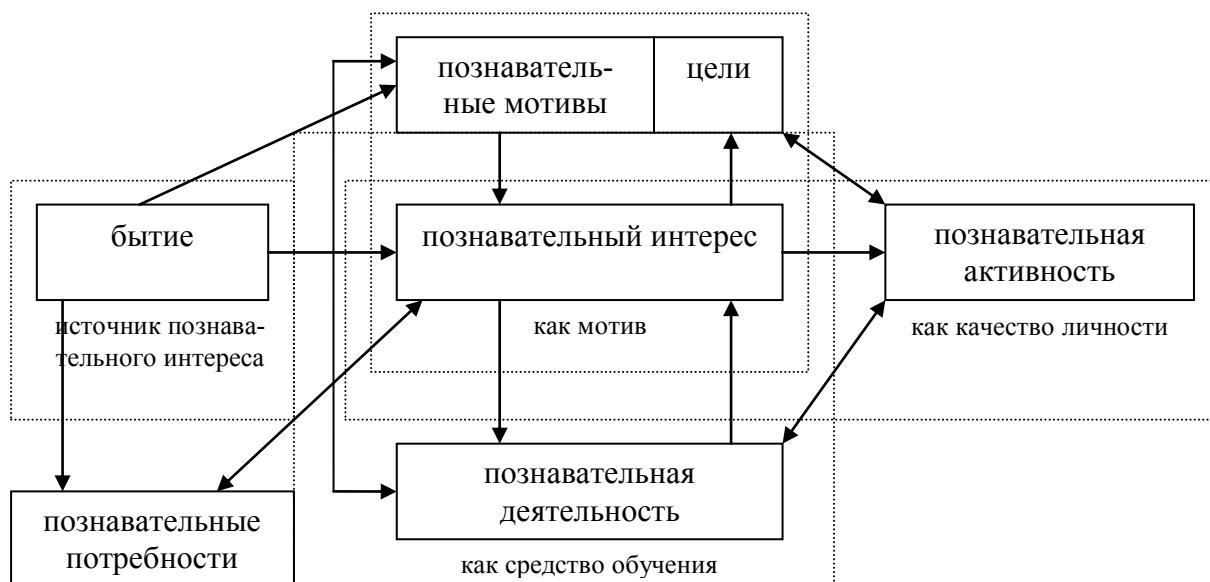 познаватель-
ные мотивы
цели
бытие
познавательный интерес
познавательная
активность
источник познава-
тельного интереса
как мотив
как качество личности
познавательная
деятельность
познавательные
потребности
как средство обучения